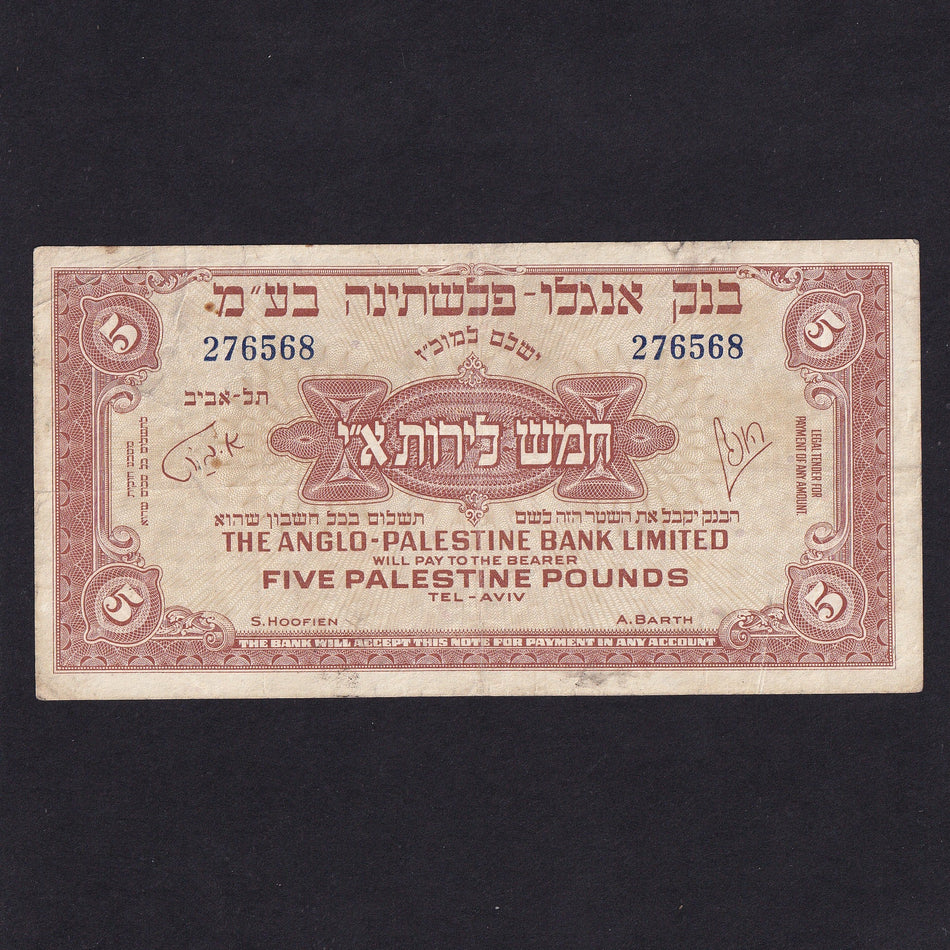 בנק אנגלו-פלשתינה בע"מ
276568 276568
ישלם למוכ"ז
תל-אביב
חמש לירות א"י
5 5
LEGAL TENDER FOR
PAYMENT OF ANY AMOUNT
הבנק יקבל את השטר הזה לשם תשלום בכל חשבון שהוא
THE ANGLO-PALESTINE BANK LIMITED
WILL PAY TO THE BEARER
FIVE PALESTINE POUNDS
TEL-AVIV
5 5
S. HOOFIEN A. BARTH
THE BANK WILL ACCEPT THIS NOTE FOR PAYMENT IN ANY ACCOUNT